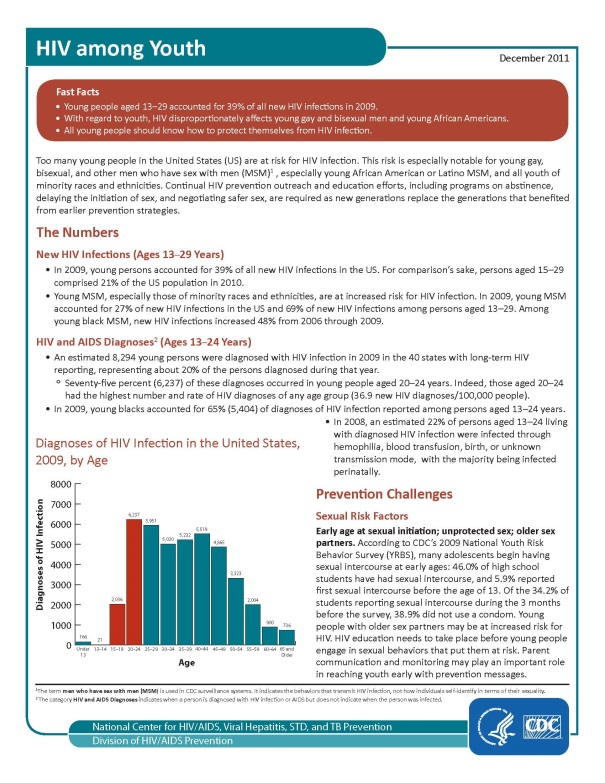 HIV among Youth
December 2011
Fast Facts
• Young people aged 13–29 accounted for 39% of all new HIV infections in 2009.
• With regard to youth, HIV disproportionately affects young gay and bisexual men and young African Americans.
• All young people should know how to protect themselves from HIV infection.
Too many young people in the United States (US) are at risk for HIV infection. This risk is especially notable for young gay,
bisexual, and other men who have sex with men (MSM)¹ , especially young African American or Latino MSM, and all youth of
minority races and ethnicities. Continual HIV prevention outreach and education efforts, including programs on abstinence,
delaying the initiation of sex, and negotiating safer sex, are required as new generations replace the generations that benefited
from earlier prevention strategies.
The Numbers
New HIV Infections (Ages 13–29 Years)
• In 2009, young persons accounted for 39% of all new HIV infections in the US. For comparison's sake, persons aged 15–29
comprised 21% of the US population in 2010.
• Young MSM, especially those of minority races and ethnicities, are at increased risk for HIV infection. In 2009, young MSM
accounted for 27% of new HIV infections in the US and 69% of new HIV infections among persons aged 13–29. Among
young black MSM, new HIV infections increased 48% from 2006 through 2009.
HIV and AIDS Diagnoses² (Ages 13–24 Years)
• An estimated 8,294 young persons were diagnosed with HIV infection in 2009 in the 40 states with long-term HIV
reporting, representing about 20% of the persons diagnosed during that year.
° Seventy-five percent (6,237) of these diagnoses occurred in young people aged 20–24 years. Indeed, those aged 20–24
had the highest number and rate of HIV diagnoses of any age group (36.9 new HIV diagnoses/100,000 people).
• In 2009, young blacks accounted for 65% (5,404) of diagnoses of HIV infection reported among persons aged 13–24 years.
▪ In 2008, an estimated 22% of persons aged 13–24 living
with diagnosed HIV infection were infected through
hemophilia, blood transfusion, birth, or unknown
transmission mode, with the majority being infected
perinatally.
Diagnoses of HIV Infection in the United States,
2009, by Age
Diagnoses of HIV Infection
8000
7000
6000
5000
4000
3000
2000
1000
0
166 21 2,036 6,237 5,951 5,020 5,232 5,519 4,865 3,323 2,004 980 736
Under 13 13–14 15–19 20–24 25–29 30–34 35–39 40–44 45–49 50–54 55–59 60–64 65 and Older
Age
Prevention Challenges
Sexual Risk Factors
Early age at sexual initiation; unprotected sex; older sex
partners. According to CDC's 2009 National Youth Risk
Behavior Survey (YRBS), many adolescents begin having
sexual intercourse at early ages: 46.0% of high school
students have had sexual intercourse, and 5.9% reported
first sexual intercourse before the age of 13. Of the 34.2% of
students reporting sexual intercourse during the 3 months
before the survey, 38.9% did not use a condom. Young
people with older sex partners may be at increased risk for
HIV. HIV education needs to take place before young people
engage in sexual behaviors that put them at risk. Parent
communication and monitoring may play an important role
in reaching youth early with prevention messages.
¹The term men who have sex with men (MSM) is used in CDC surveillance systems. It indicates the behaviors that transmit HIV infection, not how individuals self-identify in terms of their sexuality.
²The category HIV and AIDS Diagnoses indicates when a person is diagnosed with HIV infection or AIDS but does not indicate when the person was infected.
National Center for HIV/AIDS, Viral Hepatitis, STD, and TB Prevention
Division of HIV/AIDS Prevention
CDC